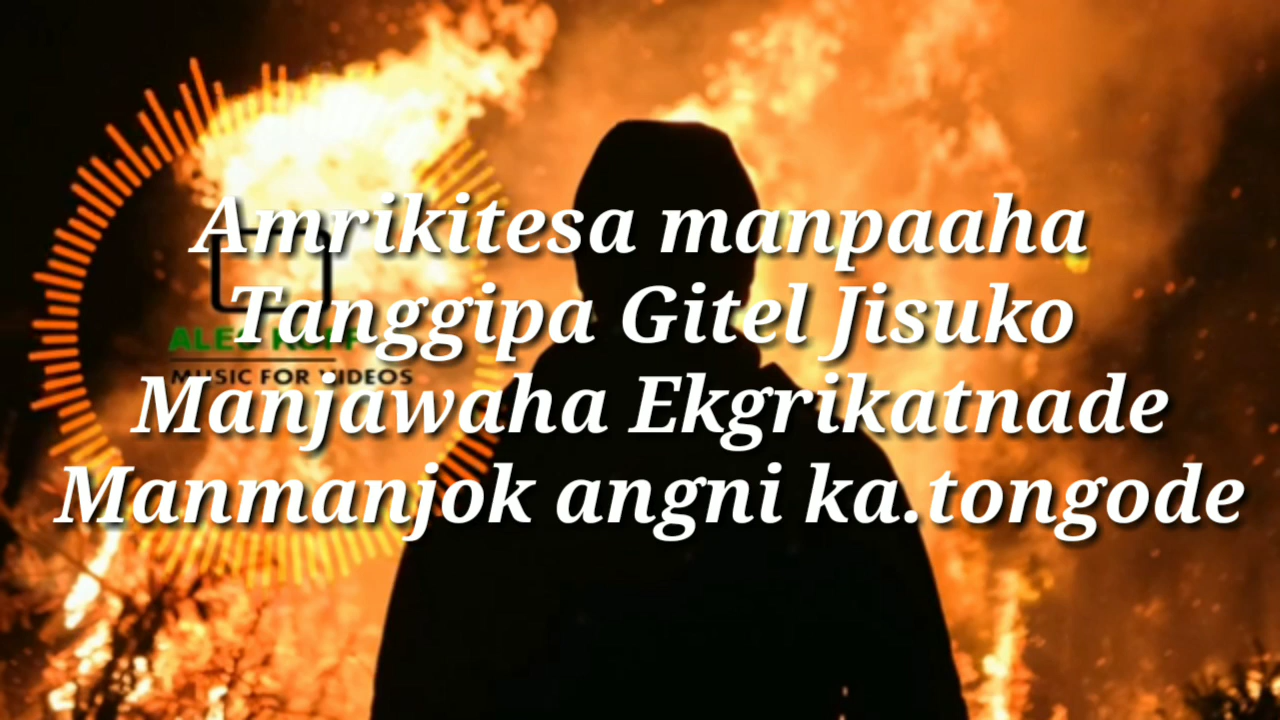 Amrikitesa manpaaha
Tanggipa Gitel Jisuko
Manjawaha Ekgrikatnade
Manmanjok angni ka.tongode
MUSIC FOR VIDEOS